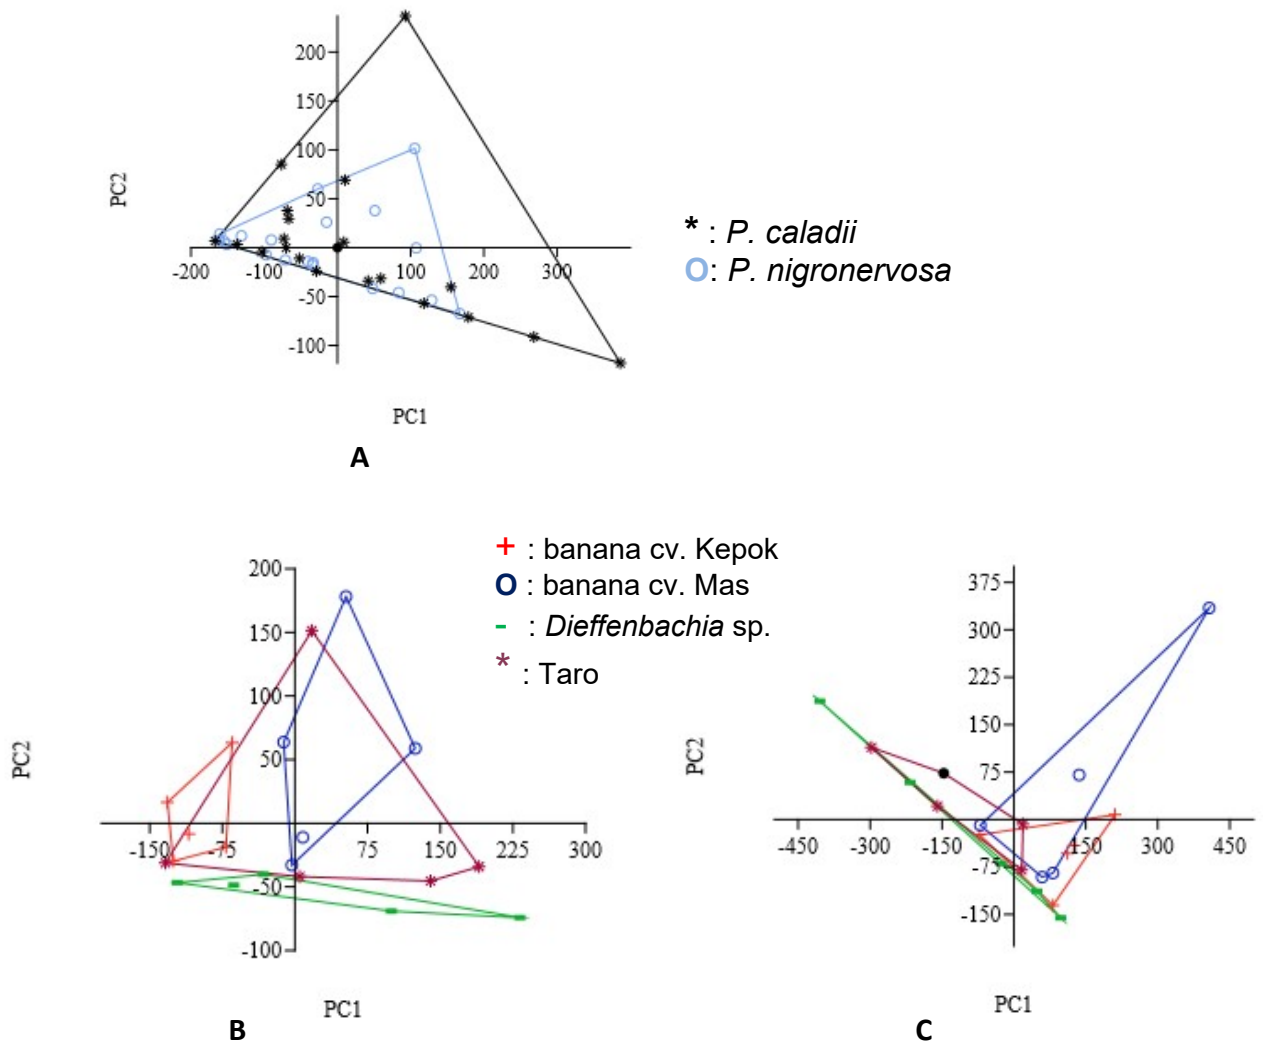 200
150
100
50
-50
-100
-200
-100
100
200
300
PC2
PC1
* : P. caladii
O: P. nigronervosa
A
+ : banana cv. Kepok
O : banana cv. Mas
- : Dieffenbachia sp.
* : Taro
200
150
100
50
-50
-100
-150
-75
75
150
225
300
PC2
PC1
B
375
300
225
150
75
-75
-150
-450
-300
-150
150
300
450
PC2
PC1
C